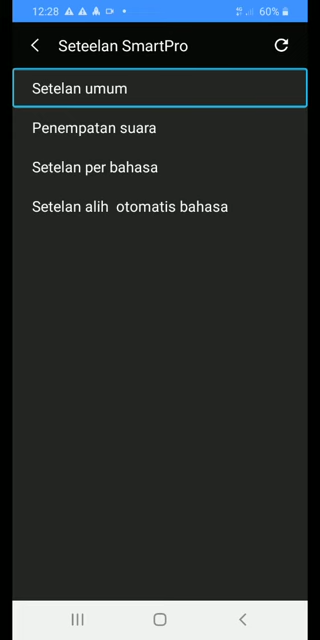 12:28
60%
Seteelan SmartPro
Setelan umum
Penempatan suara
Setelan per bahasa
Setelan alih  otomatis bahasa